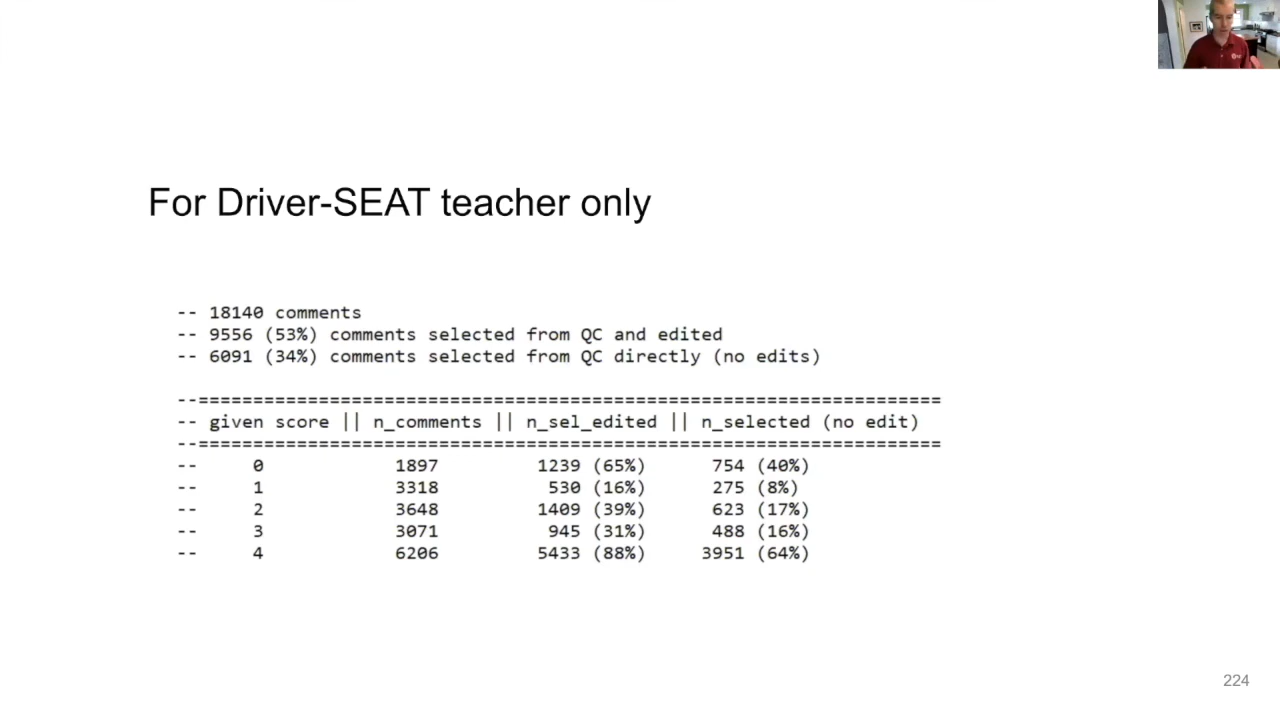 For Driver-SEAT teacher only
-- 18140 comments
-- 9556 (53%) comments selected from QC and edited
-- 6091 (34%) comments selected from QC directly (no edits)
--=====================================================================
-- given score || n_comments || n_sel_edited || n_selected (no edit)
--=====================================================================
-- 0 1897 1239 (65%) 754 (40%)
-- 1 3318 530 (16%) 275 (8%)
-- 2 3648 1409 (39%) 623 (17%)
-- 3 3071 945 (31%) 488 (16%)
-- 4 6206 5433 (88%) 3951 (64%)
224